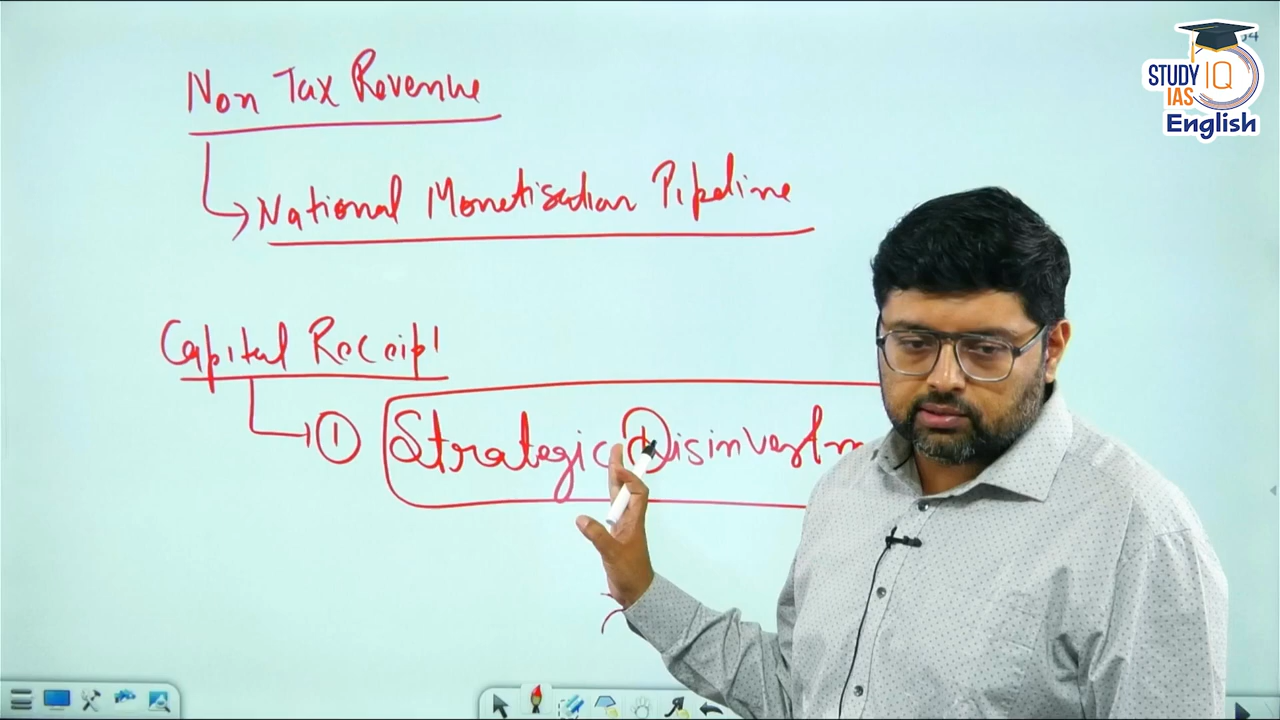 Non Tax Revenue
National Monetisation Pipeline
Capital Receipt
1 Strategic Disinvestm
STUDY IQ
IAS
English